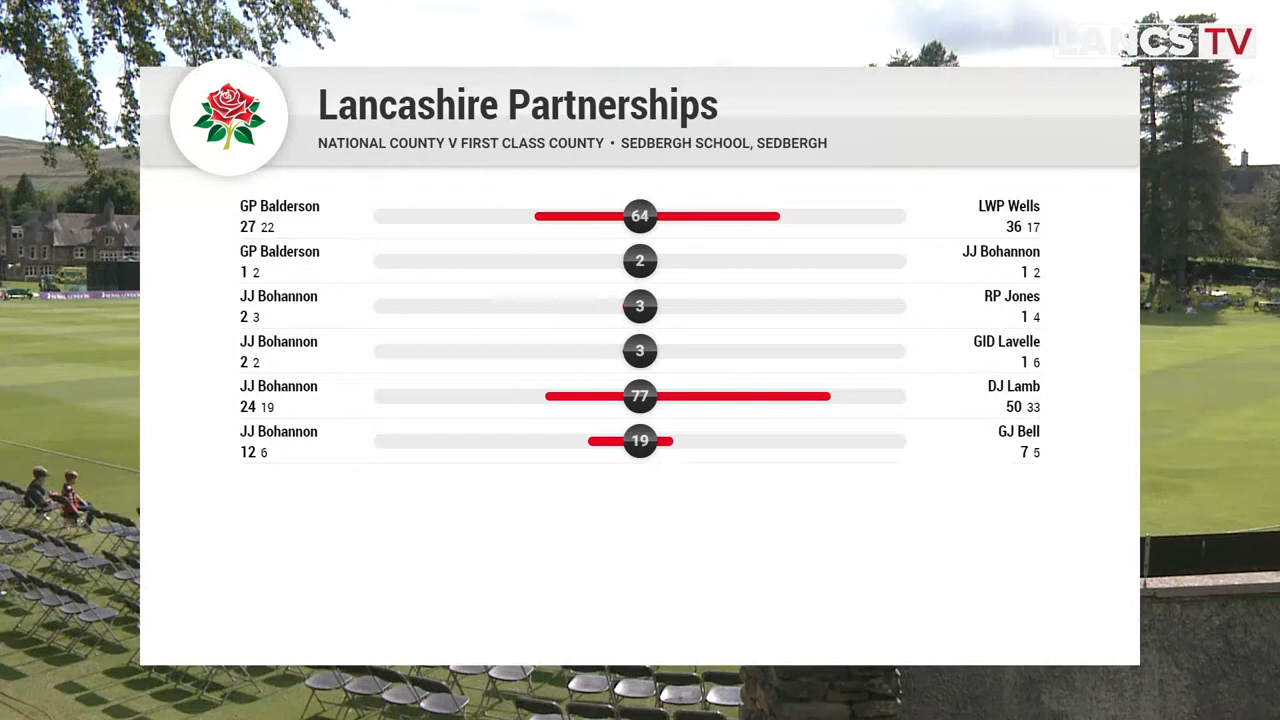 LANCS TV
Lancashire Partnerships
NATIONAL COUNTY V FIRST CLASS COUNTY • SEDBERGH SCHOOL, SEDBERGH
GP Balderson 64 LWP Wells
27 22 36 17
GP Balderson 2 JJ Bohannon
1 2 1 2
JJ Bohannon 3 RP Jones
2 3 1 4
JJ Bohannon 3 GID Lavelle
2 2 1 6
JJ Bohannon 77 DJ Lamb
24 19 50 33
JJ Bohannon 19 GJ Bell
12 6 7 5